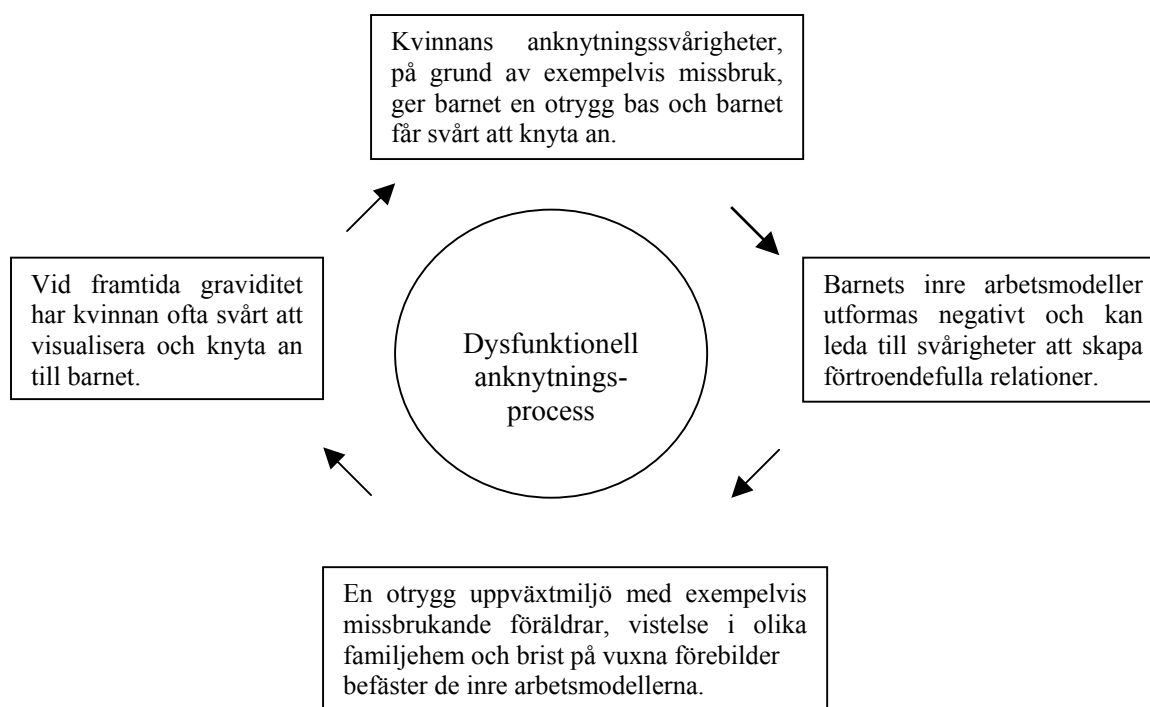 Kvinnans anknytningssvårigheter,
på grund av exempelvis missbruk,
ger barnet en otrygg bas och barnet
får svårt att knyta an.
Barnets inre arbetsmodeller
utformas negativt och kan
leda till svårigheter att skapa
förtroendefulla relationer.
En otrygg uppväxtmiljö med exempelvis
missbrukande föräldrar, vistelse i olika
familjehem och brist på vuxna förebilder
befäster de inre arbetsmodellerna.
Vid framtida graviditet
har kvinnan ofta svårt att
visualisera och knyta an
till barnet.
Dysfunktionell
anknytnings-
process